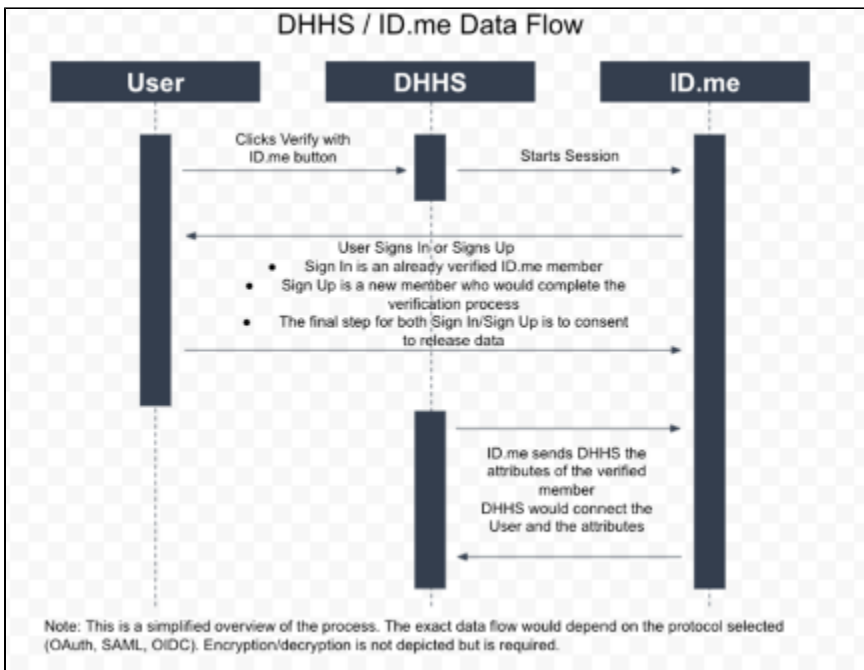 DHHS / ID.me Data Flow
User
DHHS
ID.me
Clicks Verify with
ID.me button
Starts Session
User Signs In or Signs Up
● Sign In is an already verified ID.me member
● Sign Up is a new member who would complete the
verification process
● The final step for both Sign In/Sign Up is to consent
to release data
ID.me sends DHHS the
attributes of the verified
member
DHHS would connect the
User and the attributes
Note: This is a simplified overview of the process. The exact data flow would depend on the protocol selected
(OAuth, SAML, OIDC). Encryption/decryption is not depicted but is required.